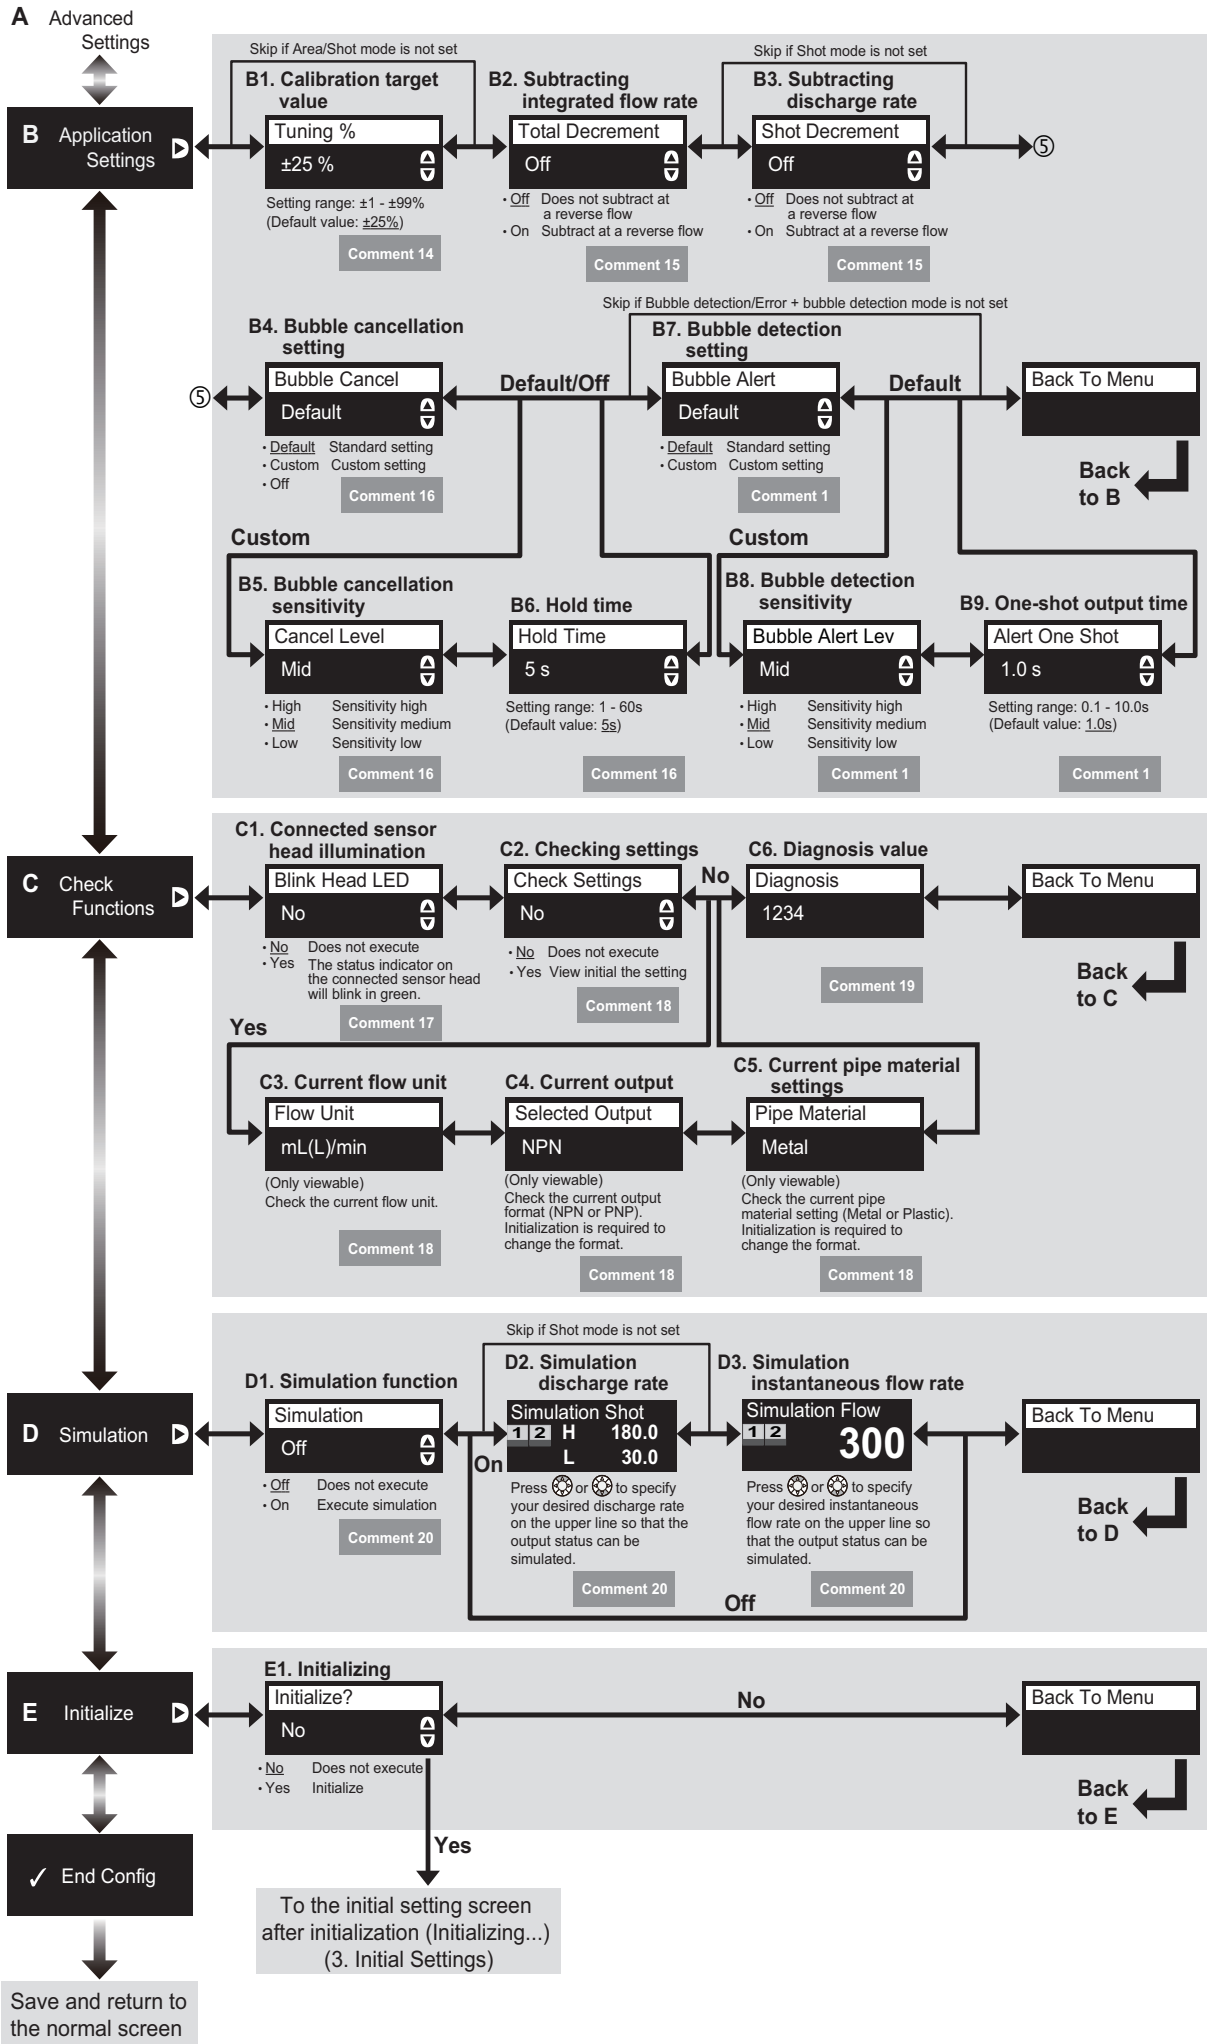 A Advanced
Settings
Skip if Area/Shot mode is not set
Skip if Shot mode is not set
B Application
Settings
B1. Calibration target
value
Tuning %
±25 %
Setting range: ±1 - ±99%
(Default value: ±25%)
Comment 14
B2. Subtracting
integrated flow rate
Total Decrement
Off
• Off Does not subtract at
a reverse flow
• On Subtract at a reverse flow
Comment 15
B3. Subtracting
discharge rate
Shot Decrement
Off
• Off Does not subtract at
a reverse flow
• On Subtract at a reverse flow
Comment 15
⑤
Skip if Bubble detection/Error + bubble detection mode is not set
⑤
B4. Bubble cancellation
setting
Bubble Cancel
Default
• Default Standard setting
• Custom Custom setting
• Off
Comment 16
Default/Off
B7. Bubble detection
setting
Bubble Alert
Default
• Default Standard setting
• Custom Custom setting
Comment 1
Default
Back To Menu
Back
to B
Custom
B5. Bubble cancellation
sensitivity
Cancel Level
Mid
• High Sensitivity high
• Mid Sensitivity medium
• Low Sensitivity low
Comment 16
B6. Hold time
Hold Time
5 s
Setting range: 1 - 60s
(Default value: 5s)
Comment 16
Custom
B8. Bubble detection
sensitivity
Bubble Alert Lev
Mid
• High Sensitivity high
• Mid Sensitivity medium
• Low Sensitivity low
Comment 1
B9. One-shot output time
Alert One Shot
1.0 s
Setting range: 0.1 - 10.0s
(Default value: 1.0s)
Comment 1
C Check
Functions
C1. Connected sensor
head illumination
Blink Head LED
No
• No Does not execute
• Yes The status indicator on
the connected sensor head
will blink in green.
Comment 17
C2. Checking settings
Check Settings
No
• No Does not execute
• Yes View initial the setting
Comment 18
No
C6. Diagnosis value
Diagnosis
1234
Comment 19
Back To Menu
Back
to C
Yes
C3. Current flow unit
Flow Unit
mL(L)/min
(Only viewable)
Check the current flow unit.
Comment 18
C4. Current output
Selected Output
NPN
(Only viewable)
Check the current output
format (NPN or PNP).
Initialization is required to
change the format.
Comment 18
C5. Current pipe material
settings
Pipe Material
Metal
(Only viewable)
Check the current pipe
material setting (Metal or Plastic).
Initialization is required to
change the format.
Comment 18
Skip if Shot mode is not set
D Simulation
D1. Simulation function
Simulation
Off
• Off Does not execute
• On Execute simulation
Comment 20
On
D2. Simulation
discharge rate
Simulation Shot
1 2 H 180.0
L 30.0
Press or to specify
your desired discharge rate
on the upper line so that the
output status can be
simulated.
Comment 20
D3. Simulation
instantaneous flow rate
Simulation Flow
1 2 300
Press or to specify
your desired instantaneous
flow rate on the upper line so
that the output status can be
simulated.
Comment 20
Off
Back To Menu
Back
to D
E Initialize
E1. Initializing
Initialize?
No
• No Does not execute
• Yes Initialize
No
Back To Menu
Back
to E
Yes
✓ End Config
To the initial setting screen
after initialization (Initializing...)
(3. Initial Settings)
Save and return to
the normal screen